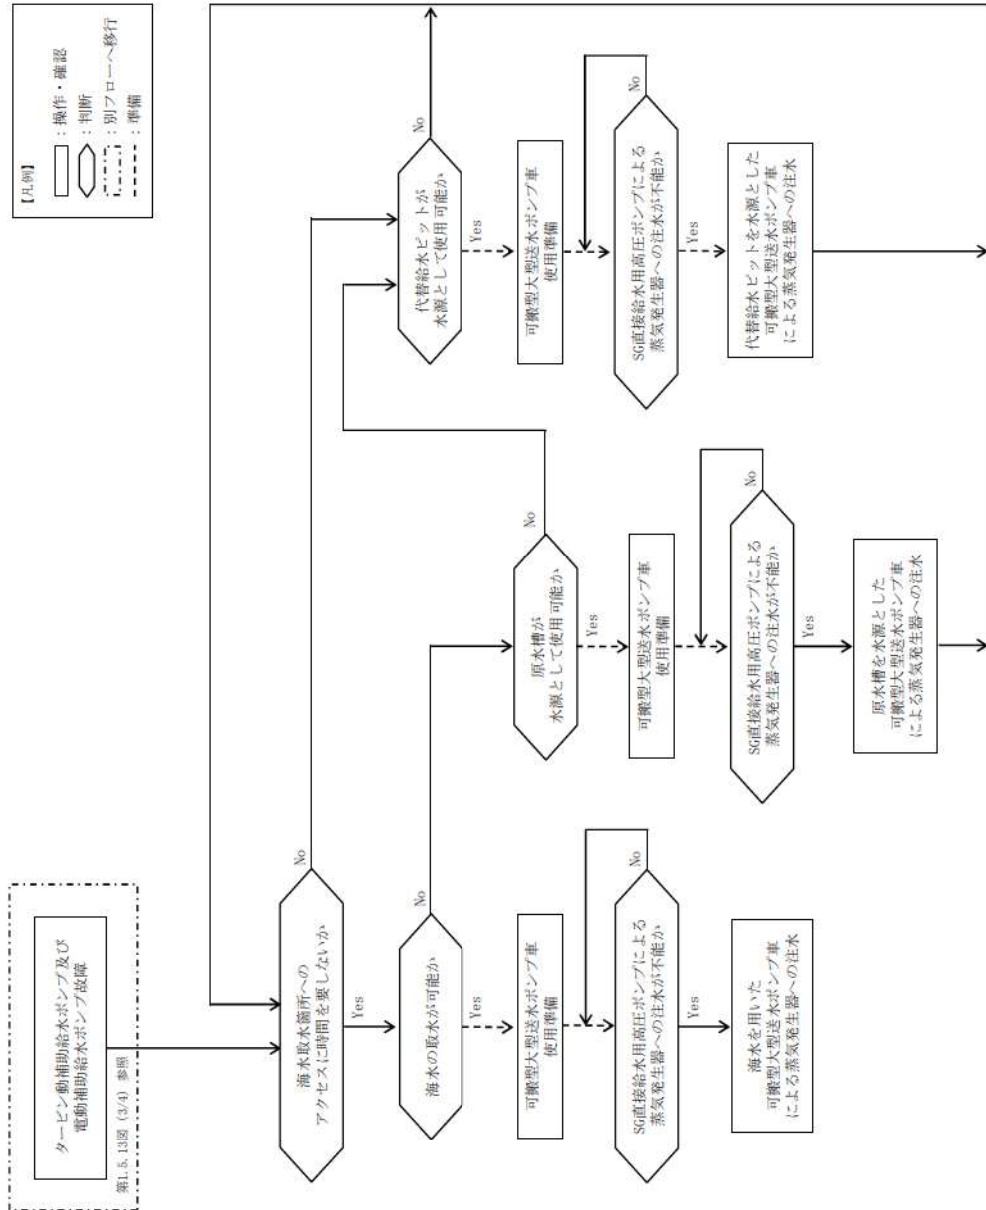 タービン動補助給水ポンプ及び
電動補助給水ポンプ故障
第1.5.13図 (3/4) 参照
【凡例】
：操作・確認
：判断
：別フローへ移行
：準備
海水取水箇所への
アクセスに時間を要しないか
No
Yes
海水の取水が可能か
No
Yes
可搬型大型送水ポンプ車
使用準備
SG直接給水用高圧ポンプによる
蒸気発生器への注水が不能か
No
Yes
海水を用いた
可搬型大型送水ポンプ車
による蒸気発生器への注水
原水槽が
水源として使用可能か
No
Yes
可搬型大型送水ポンプ車
使用準備
SG直接給水用高圧ポンプによる
蒸気発生器への注水が不能か
No
Yes
原水槽を水源とした
可搬型大型送水ポンプ車
による蒸気発生器への注水
代替給水ピットが
水源として使用可能か
No
Yes
可搬型大型送水ポンプ車
使用準備
SG直接給水用高圧ポンプによる
蒸気発生器への注水が不能か
No
Yes
代替給水ピットを水源とした
可搬型大型送水ポンプ車
による蒸気発生器への注水